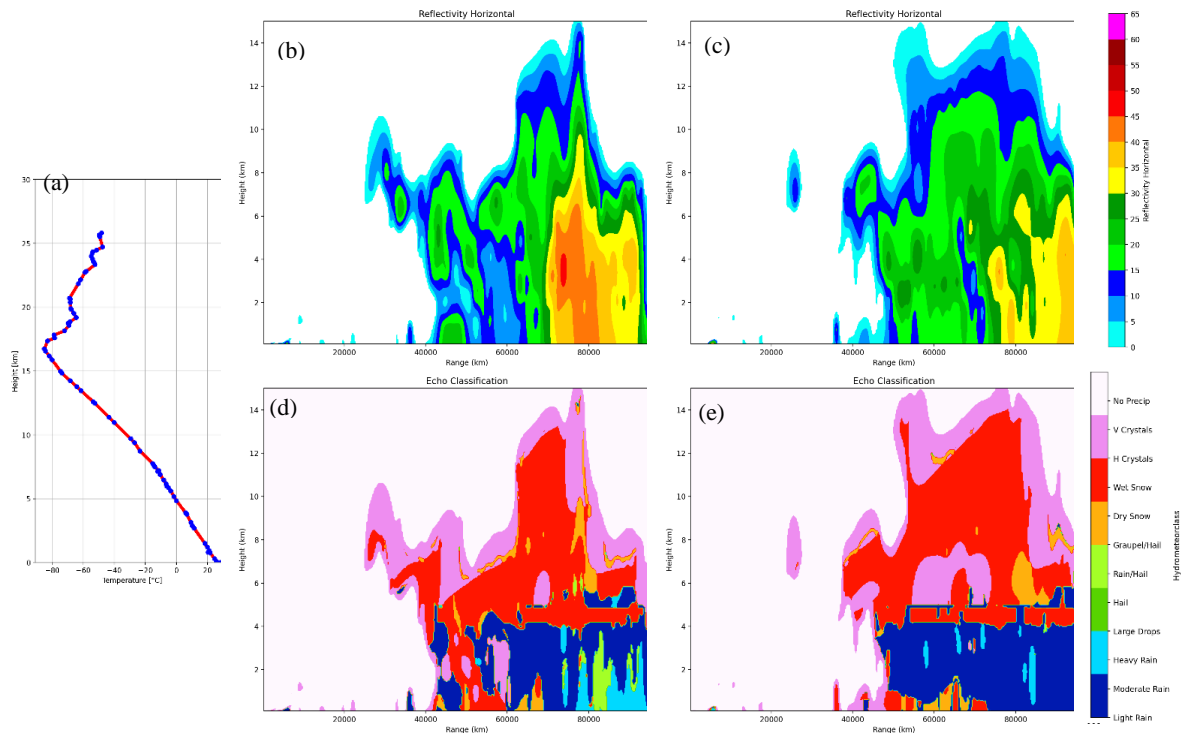 Reflectivity Horizontal
Reflectivity Horizontal
(b)
(c)
14
12
10
8
6
4
2
Height (km)
20000
40000
60000
80000
Range (km)
14
12
10
8
6
4
2
Height (km)
20000
40000
60000
80000
Range (km)
65
60
55
50
45
40
35
30
25
20
15
10
5
0
Reflectivity Horizontal
(a)
30
25
20
15
10
5
0
Height [km]
−80
−60
−40
−20
0
20
Temperature [°C]
Echo Classification
Echo Classification
(d)
(e)
14
12
10
8
6
4
2
Height (km)
20000
40000
60000
80000
Range (km)
14
12
10
8
6
4
2
Height (km)
20000
40000
60000
80000
Range (km)
No Precip
V Crystals
H Crystals
Wet Snow
Dry Snow
Graupel/Hail
Rain/Hail
Hail
Large Drops
Heavy Rain
Moderate Rain
Light Rain
Hydrometeorclass